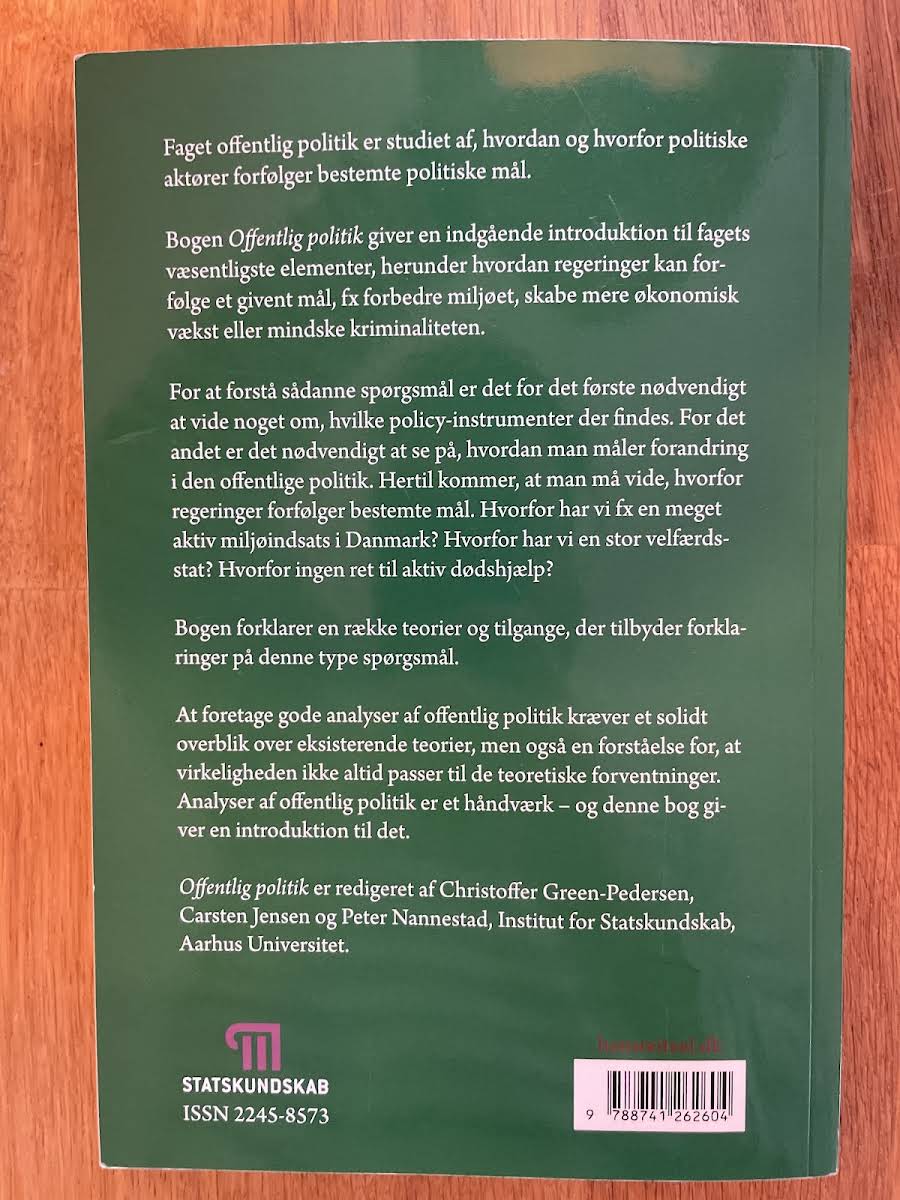 Faget offentlig politik er studiet af, hvordan og hvorfor politiske
aktører forfølger bestemte politiske mål.
Bogen Offentlig politik giver en indgående introduktion til fagets
væsentligste elementer, herunder hvordan regeringer kan for-
følge et givent mål, fx forbedre miljøet, skabe mere økonomisk
vækst eller mindske kriminaliteten.
For at forstå sådanne spørgsmål er det for det første nødvendigt
at vide noget om, hvilke policy-instrumenter der findes. For det
andet er det nødvendigt at se på, hvordan man måler forandring
i den offentlige politik. Hertil kommer, at man må vide, hvorfor
regeringer forfølger bestemte mål. Hvorfor har vi fx en meget
aktiv miljøindsats i Danmark? Hvorfor har vi en stor velfærds-
stat? Hvorfor ingen ret til aktiv dødshjælp?
Bogen forklarer en række teorier og tilgange, der tilbyder forkla-
ringer på denne type spørgsmål.
At foretage gode analyser af offentlig politik kræver et solidt
overblik over eksisterende teorier, men også en forståelse for, at
virkeligheden ikke altid passer til de teoretiske forventninger.
Analyser af offentlig politik er et håndværk – og denne bog gi-
ver en introduktion til det.
Offentlig politik er redigeret af Christoffer Green-Pedersen,
Carsten Jensen og Peter Nannestad, Institut for Statskundskab,
Aarhus Universitet.
STATSKUNDSKAB
ISSN 2245-8573
hansreitzel.dk
9 788741 262604